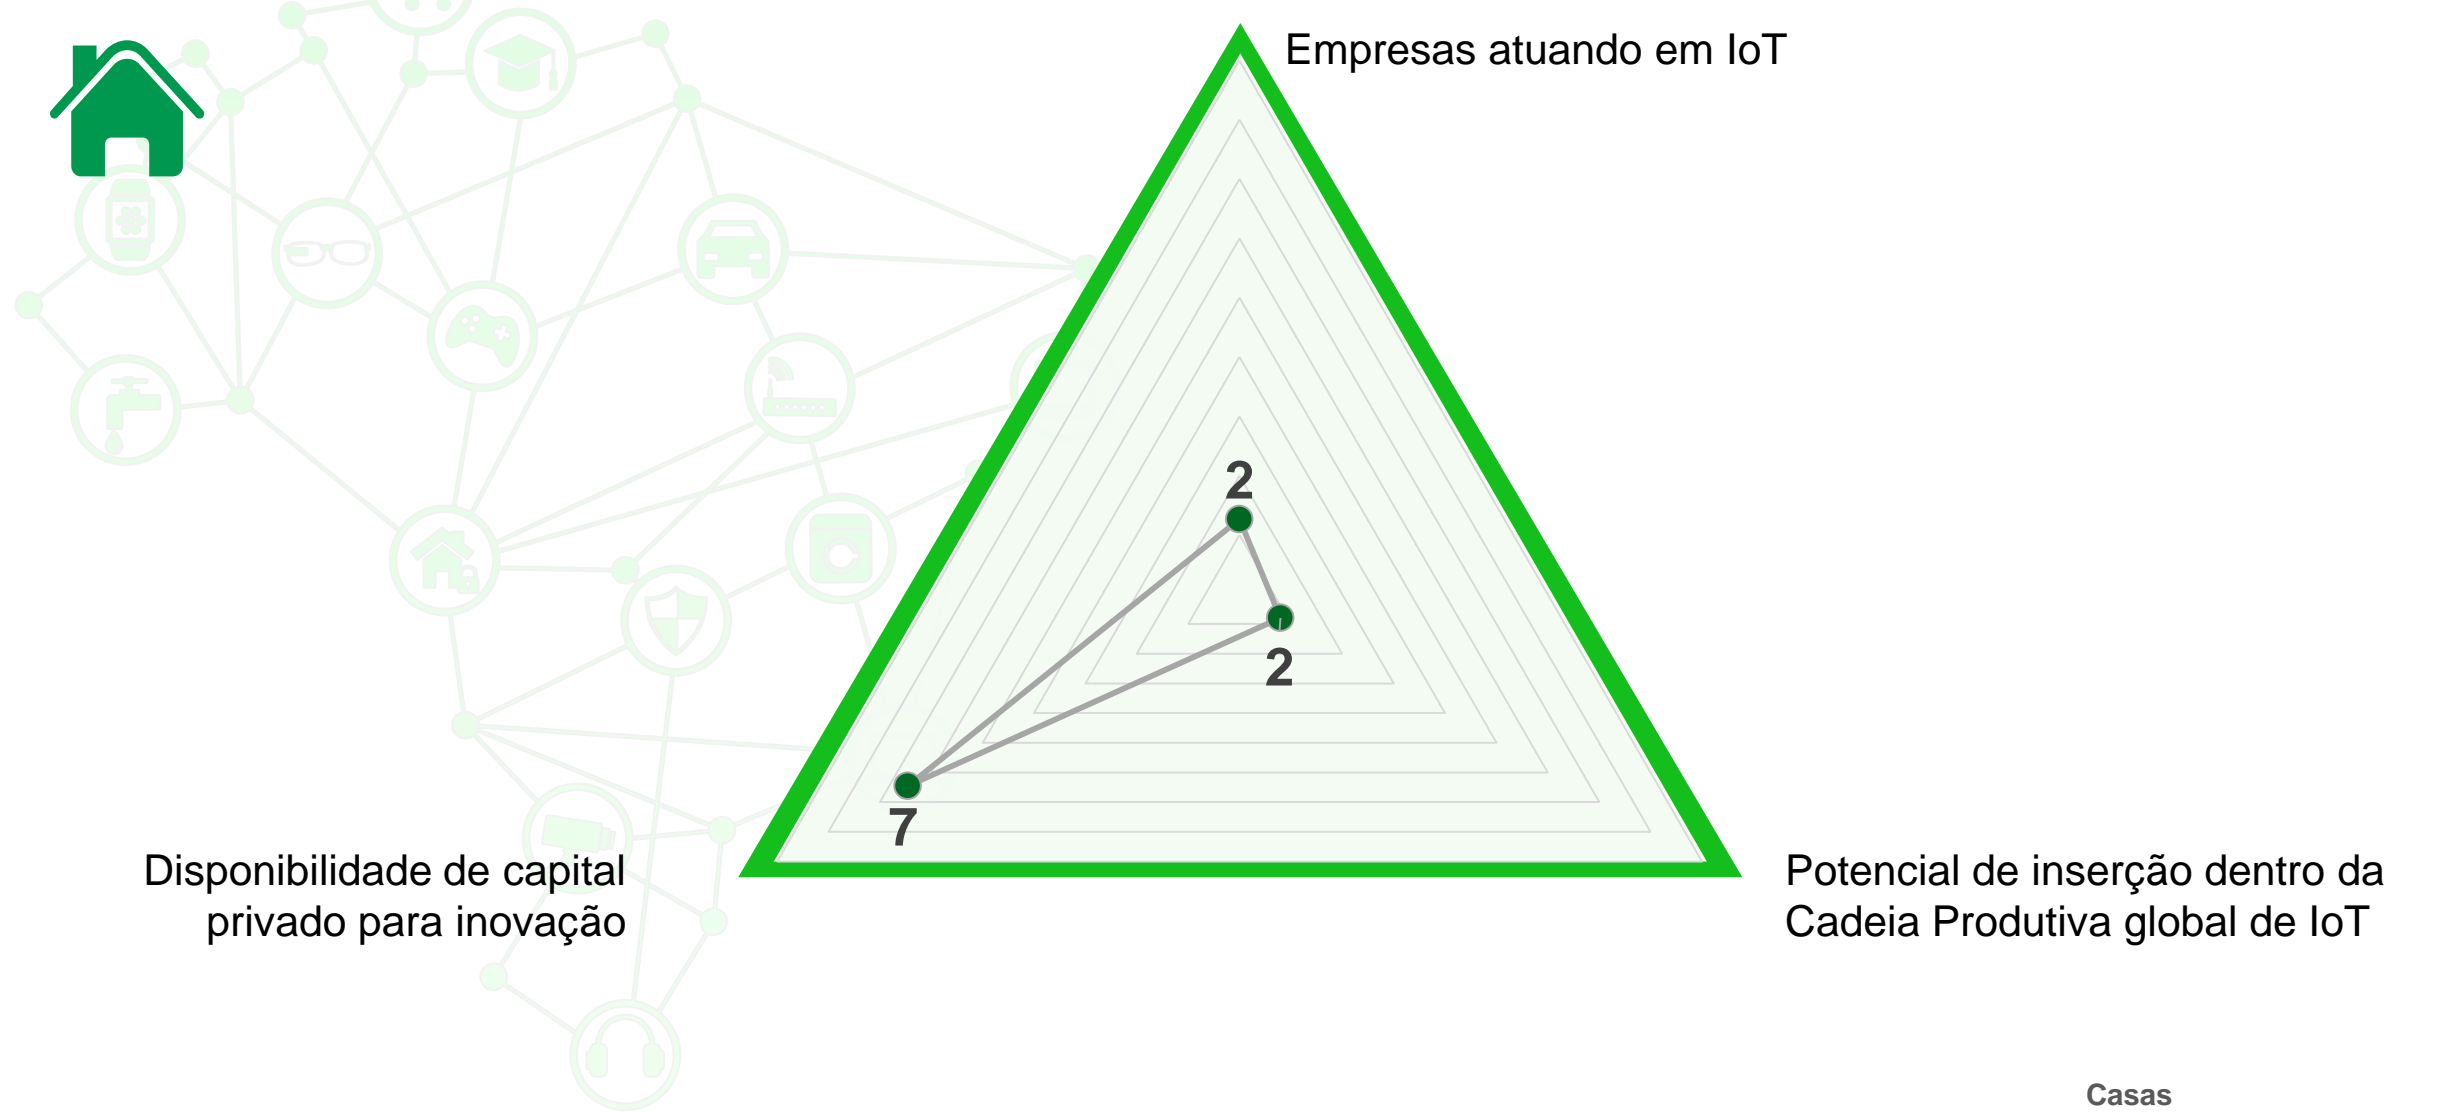 Empresas atuando em IoT
2
2
7
Disponibilidade de capital
privado para inovação
Potencial de inserção dentro da
Cadeia Produtiva global de IoT
Casas